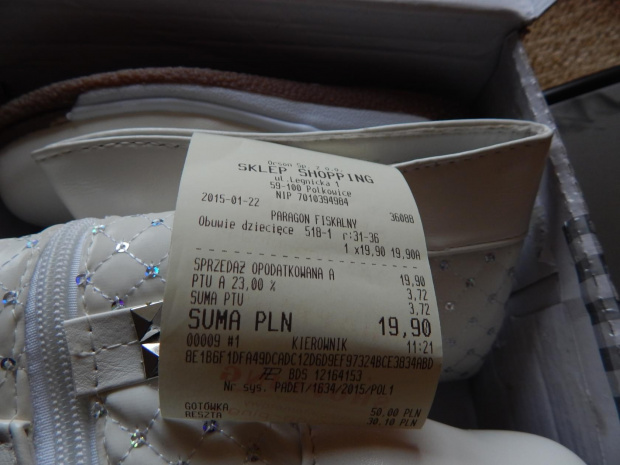 Orson Sp. z o.o.
SKLEP SHOPPING
ul.Legnicka 1
59-100 Polkowice
NIP 7010394984
2015-01-22 36088
PARAGON FISKALNY
Obuwie dziecięce 518-1 r:31-36
1 x19,90 19,90A
SPRZEDAŻ OPODATKOWANA A 19,90
PTU A 23,00 % 3,72
SUMA PTU 3,72
SUMA PLN 19,90
00009 #1 KIEROWNIK 11:21
8E1B6F1DFA49DCADC12D6D9EF97324BCE3834ABD
BDS 12164153
Nr sys. PADET/1634/2015/POL1
GOTÓWKA 50,00 PLN
RESZTA 30,10 PLN